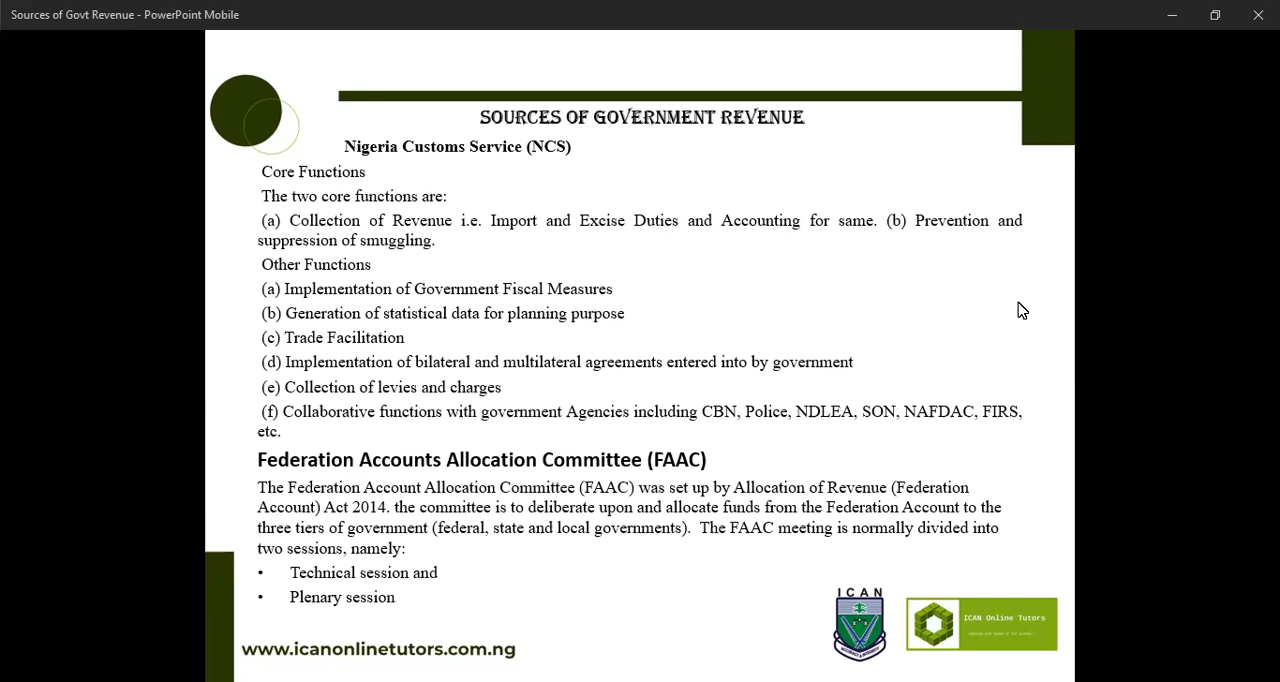 Sources of Govt Revenue - PowerPoint Mobile
SOURCES OF GOVERNMENT REVENUE
Nigeria Customs Service (NCS)
Core Functions
The two core functions are:
(a) Collection of Revenue i.e. Import and Excise Duties and Accounting for same. (b) Prevention and
suppression of smuggling.
Other Functions
(a) Implementation of Government Fiscal Measures
(b) Generation of statistical data for planning purpose
(c) Trade Facilitation
(d) Implementation of bilateral and multilateral agreements entered into by government
(e) Collection of levies and charges
(f) Collaborative functions with government Agencies including CBN, Police, NDLEA, SON, NAFDAC, FIRS,
etc.
Federation Accounts Allocation Committee (FAAC)
The Federation Account Allocation Committee (FAAC) was set up by Allocation of Revenue (Federation
Account) Act 2014. the committee is to deliberate upon and allocate funds from the Federation Account to the
three tiers of government (federal, state and local governments).  The FAAC meeting is normally divided into
two sessions, namely:
• Technical session and
• Plenary session
ICAN
ACCURACY & INTEGRITY
ICAN Online Tutors
www.icanonlinetutors.com.ng